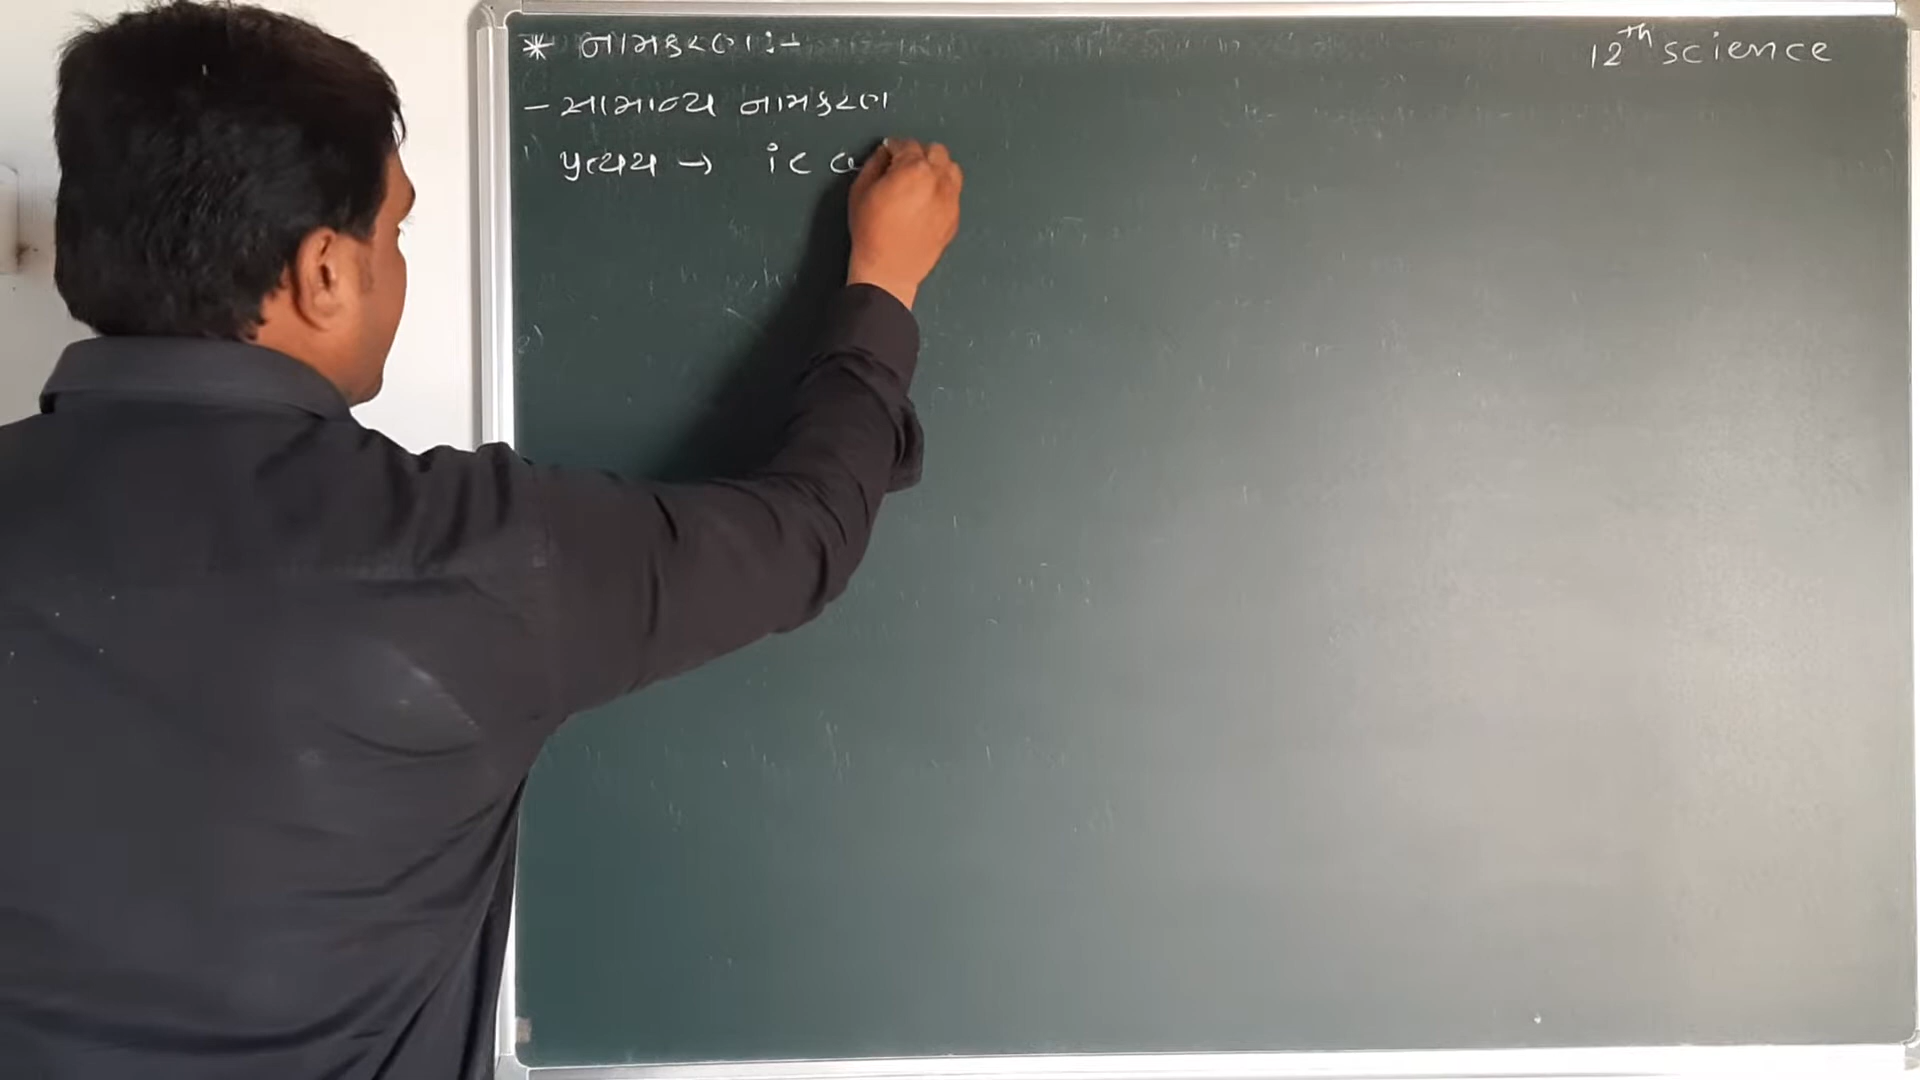 * નામકરણ :-
12th science
- સામાન્ય નામકરણ
પ્રત્યય → ic a